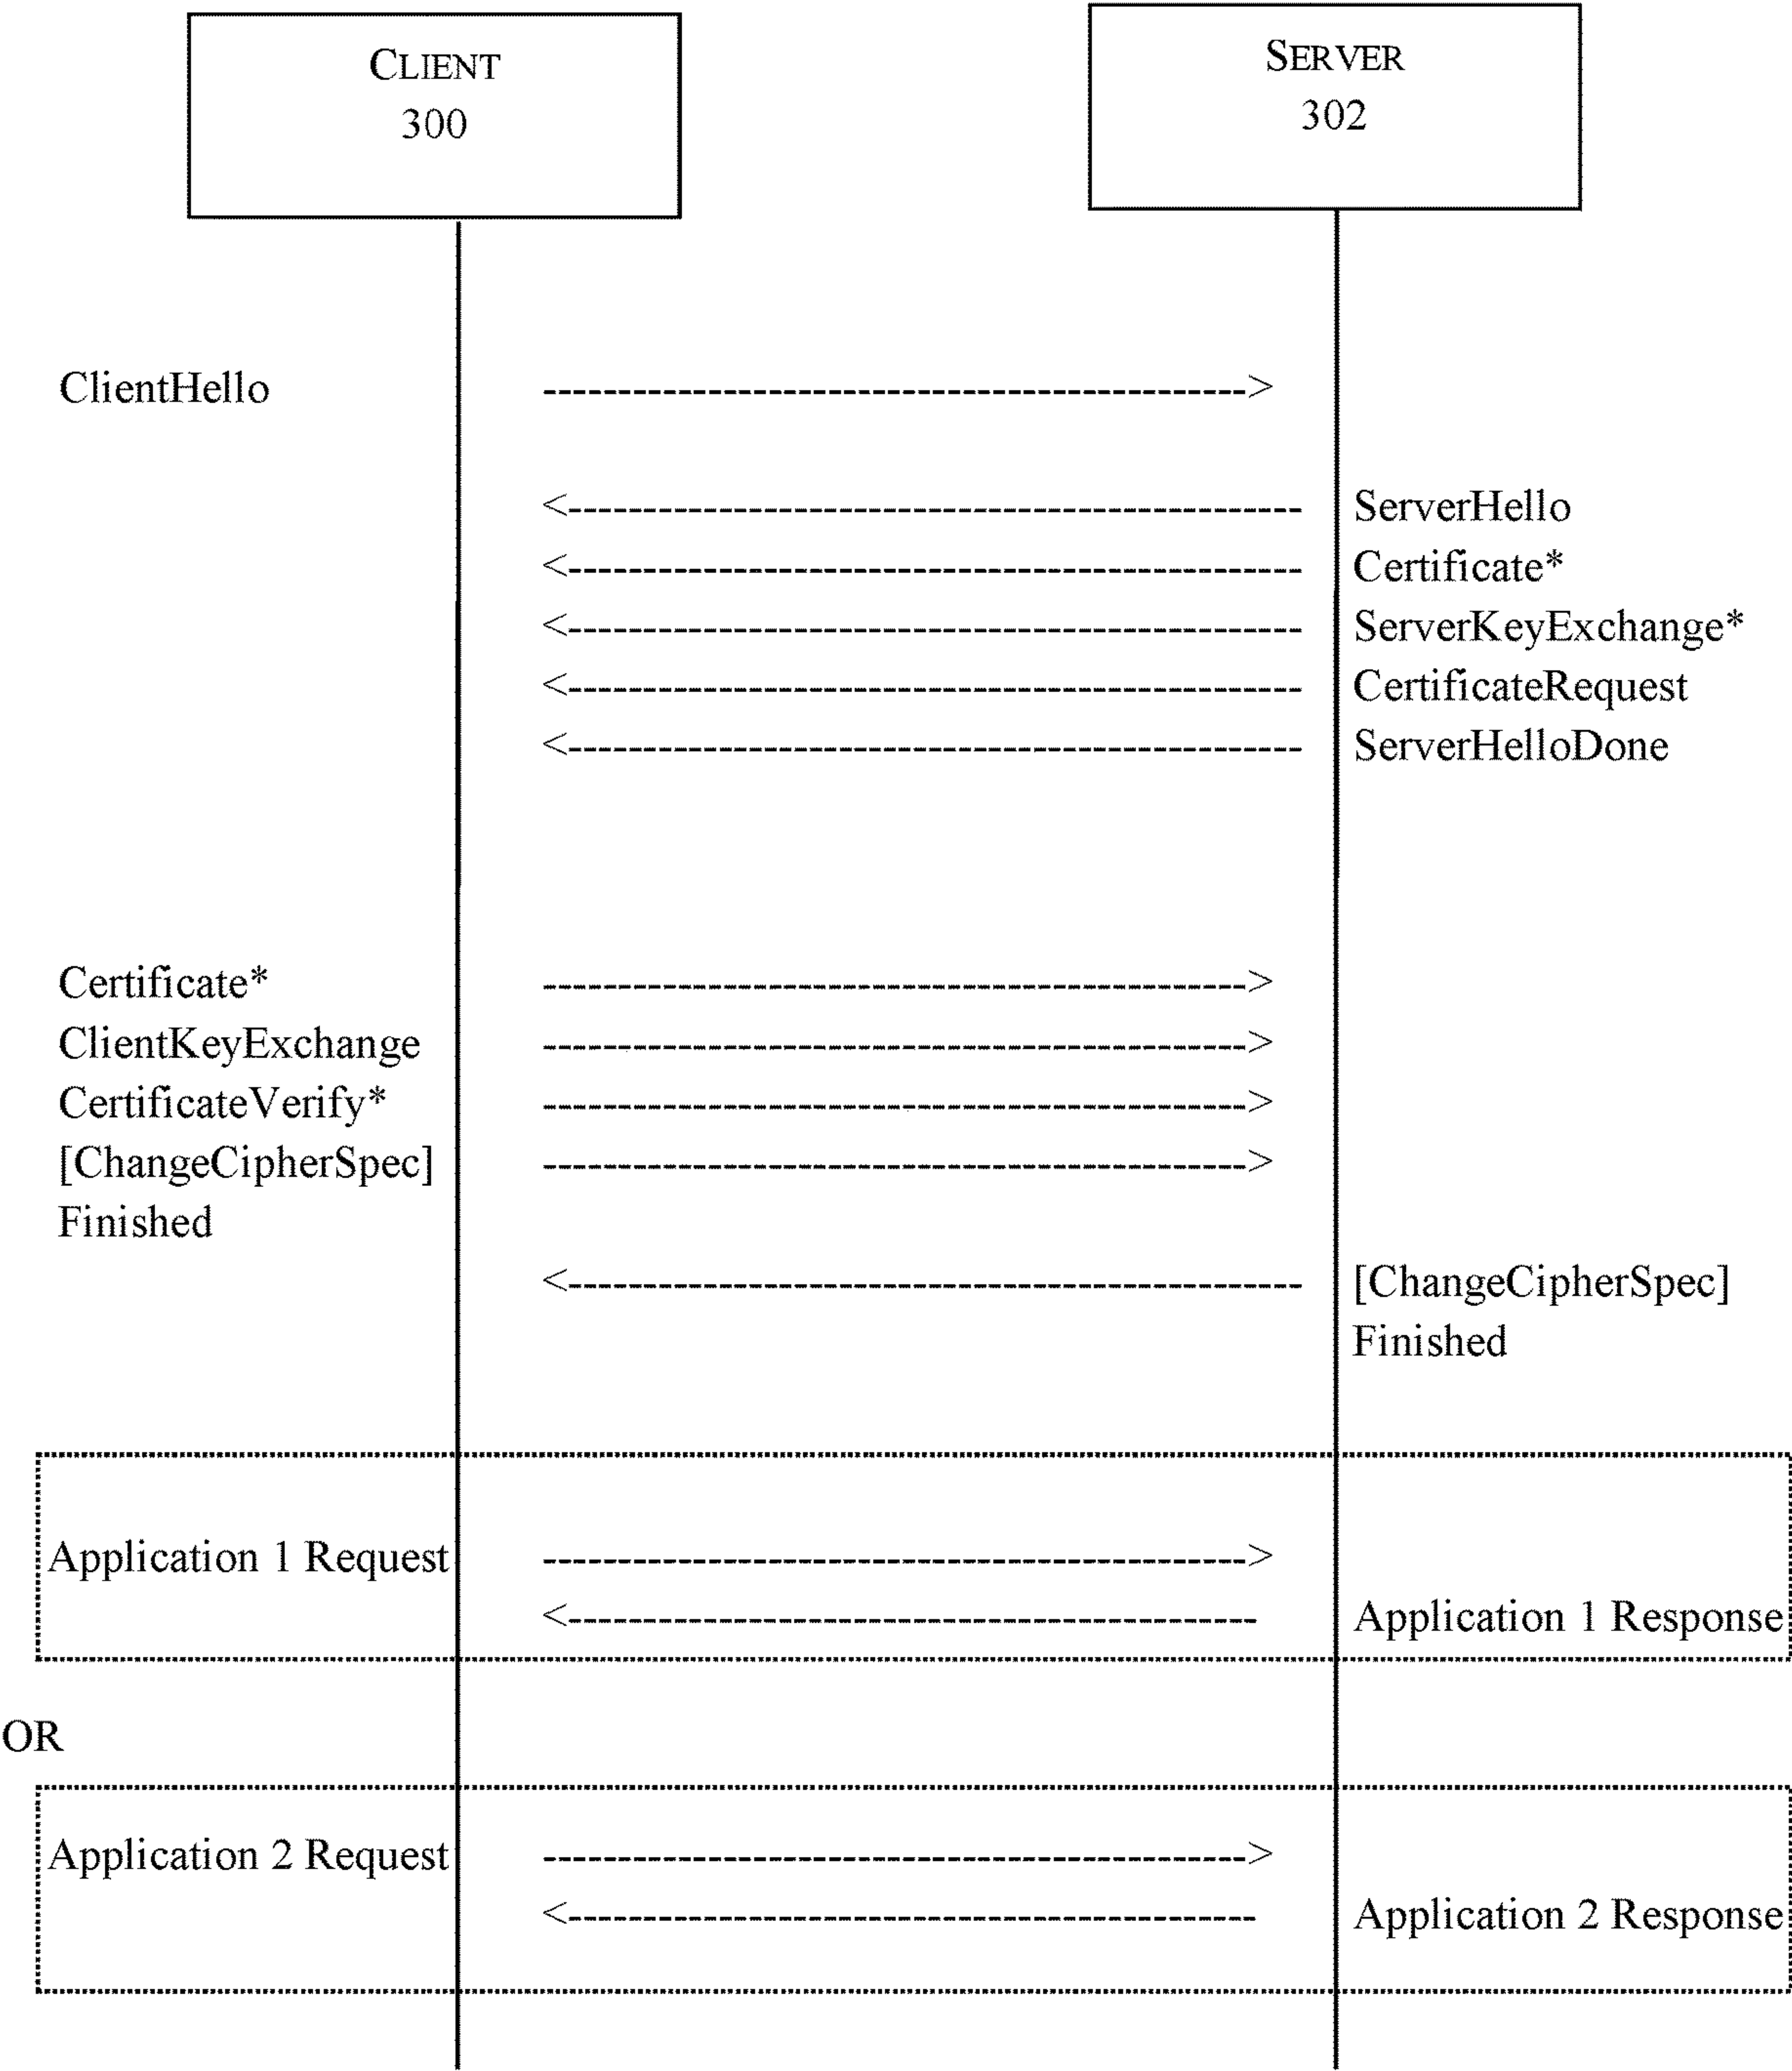 CLIENT
300
SERVER
302
ClientHello
ServerHello
Certificate*
ServerKeyExchange*
CertificateRequest
ServerHelloDone
Certificate*
ClientKeyExchange
CertificateVerify*
[ChangeCipherSpec]
Finished
[ChangeCipherSpec]
Finished
Application 1 Request
Application 1 Response
OR
Application 2 Request
Application 2 Response